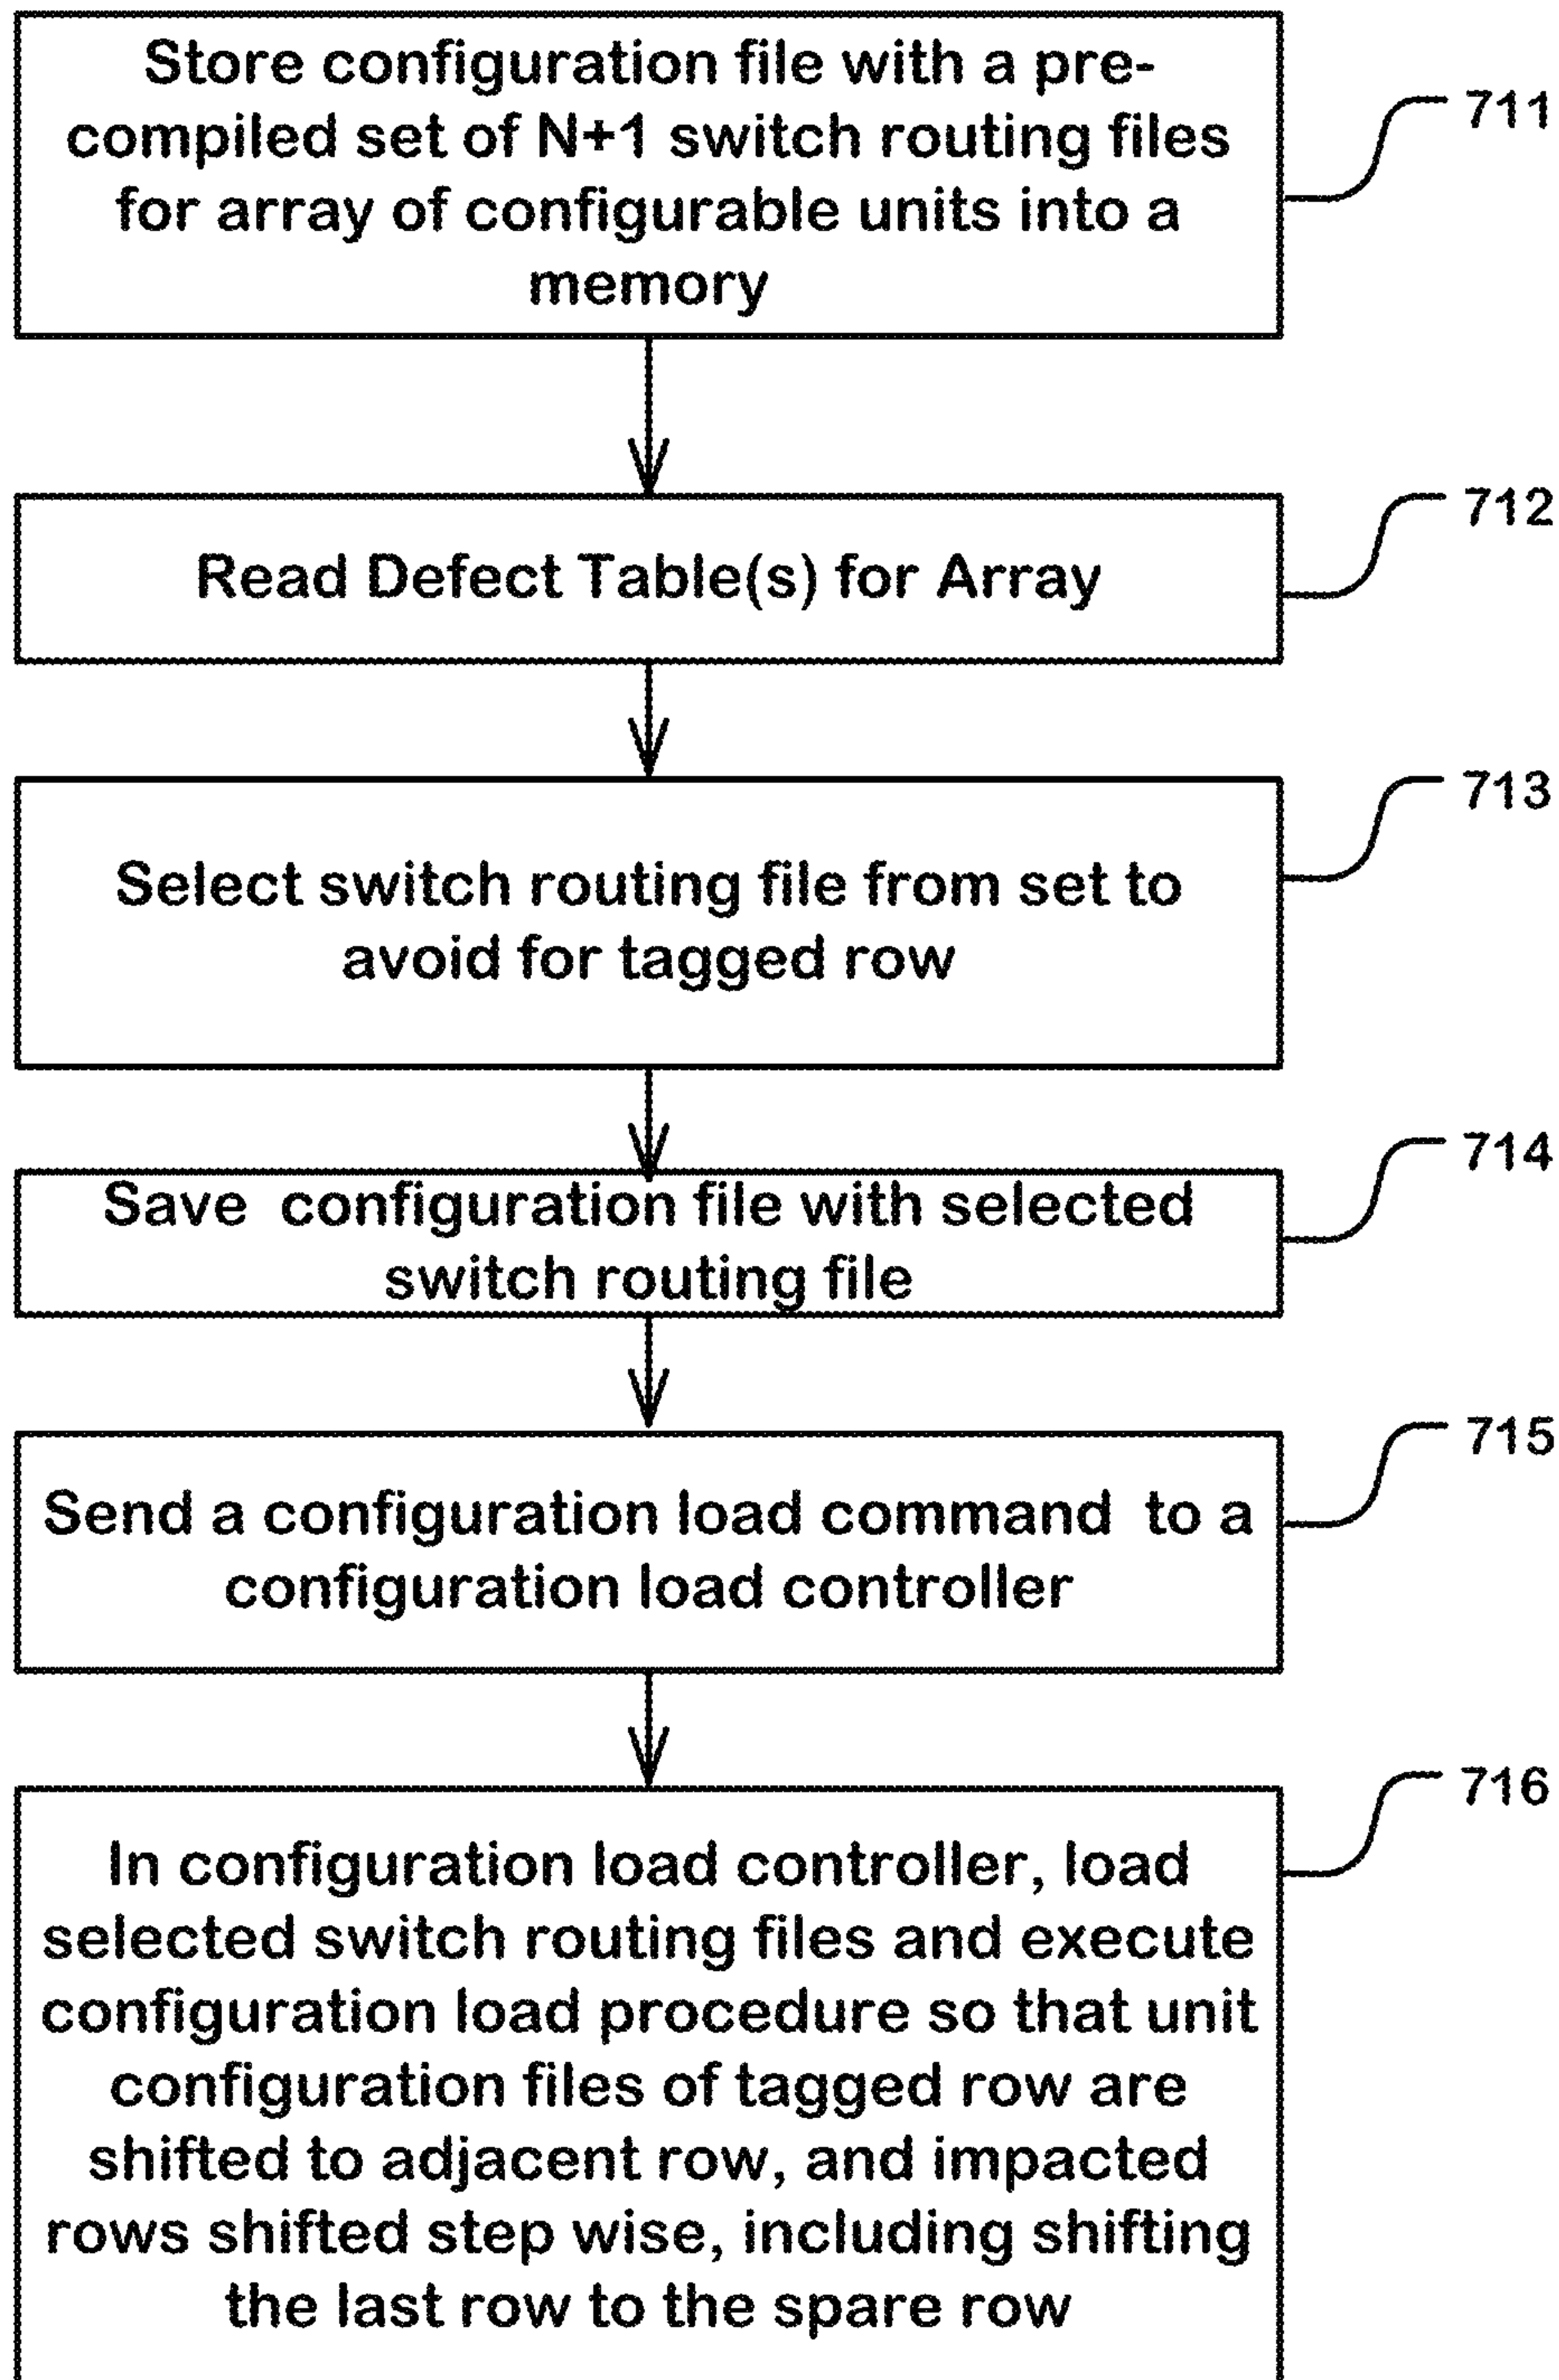 Store configuration file with a pre-
compiled set of N+1 switch routing files
for array of configurable units into a
memory
711
Read Defect Table(s) for Array
712
Select switch routing file from set to
avoid for tagged row
713
Save configuration file with selected
switch routing file
714
Send a configuration load command to a
configuration load controller
715
In configuration load controller, load
selected switch routing files and execute
configuration load procedure so that unit
configuration files of tagged row are
shifted to adjacent row, and impacted
rows shifted step wise, including shifting
the last row to the spare row
716